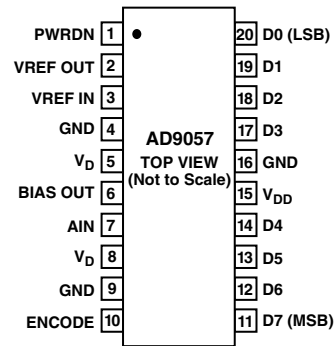 PWRDN 1 20 D0 (LSB)
VREF OUT 2 19 D1
VREF IN 3 18 D2
GND 4 17 D3
V_D 5 AD9057 16 GND
TOP VIEW
BIAS OUT 6 (Not to Scale) 15 V_DD
AIN 7 14 D4
V_D 8 13 D5
GND 9 12 D6
ENCODE 10 11 D7 (MSB)